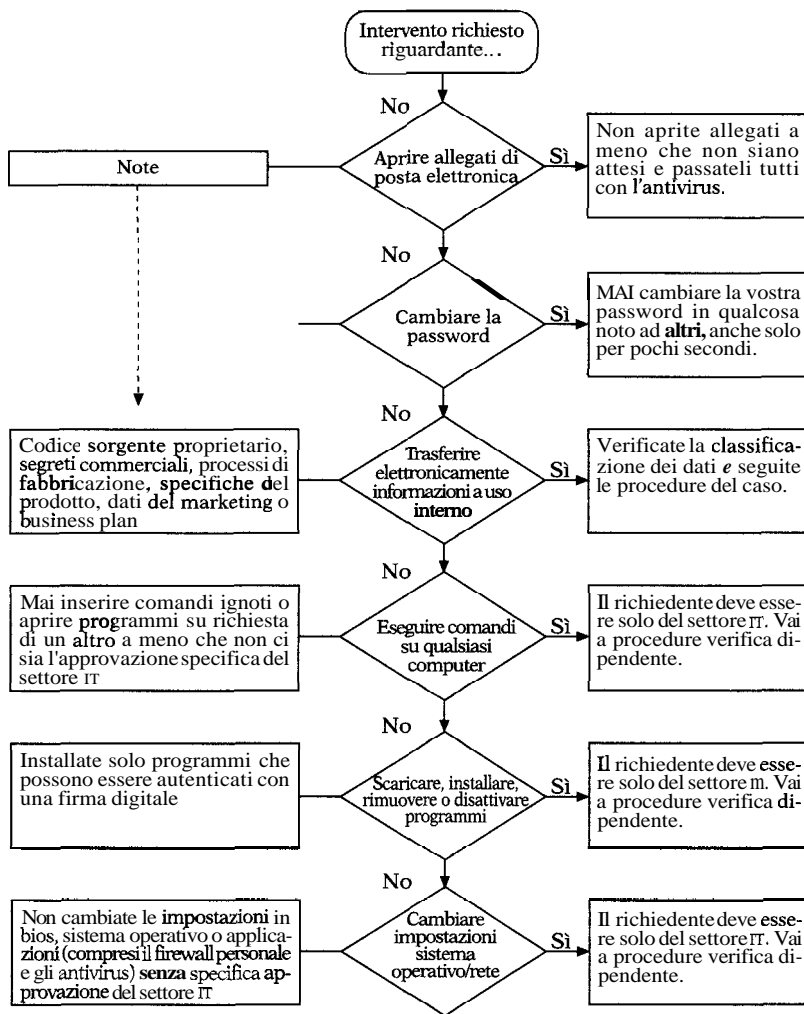 Intervento richiesto
riguardante...
No
Aprire allegati di
posta elettronica
Sì
Non aprite allegati a
meno che non siano
attesi e passateli tutti
con l'antivirus.
Note
No
Cambiare la
password
Sì
MAI cambiare la vostra
password in qualcosa
noto ad altri, anche solo
per pochi secondi.
No
Codice sorgente proprietario,
segreti commerciali, processi di
fabbricazione, specifiche del
prodotto, dati del marketing o
business plan
Trasferire
elettronicamente
informazioni a uso
interno
Sì
Verificate la classifica-
zione dei dati e seguite
le procedure del caso.
No
Mai inserire comandi ignoti o
aprire programmi su richiesta
di un altro a meno che non ci
sia l'approvazione specifica del
settore IT
Eseguire comandi
su qualsiasi
computer
Sì
Il richiedente deve esse-
re solo del settore IT. Vai
a procedure verifica di-
pendente.
No
Installate solo programmi che
possono essere autenticati con
una firma digitale
Scaricare, installare,
rimuovere o disattivare
programmi
Sì
Il richiedente deve esse-
re solo del settore m. Vai
a procedure verifica di-
pendente.
No
Non cambiate le impostazioni in
bios, sistema operativo o applica-
zioni (compresi il firewall personale
e gli antivirus) senza specifica ap-
provazione del settore IT
Cambiare
impostazioni
sistema
operativo/rete
Sì
Il richiedente deve esse-
re solo del settore IT. Vai
a procedure verifica di-
pendente.